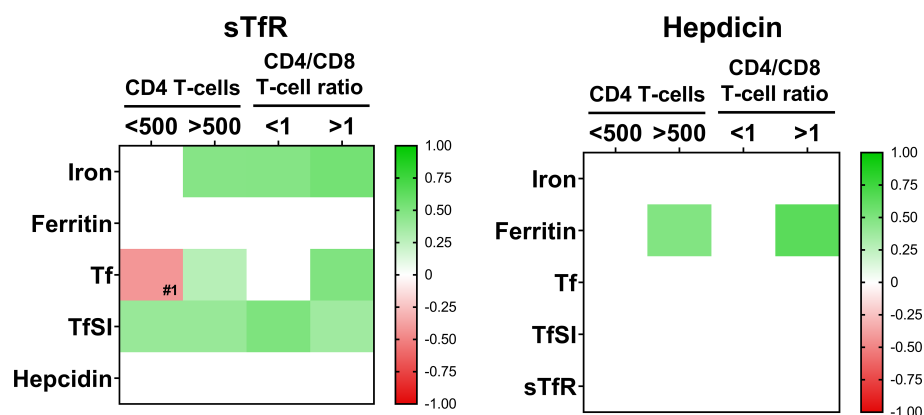 sTfR
CD4 T-cells
CD4/CD8
T-cell ratio
<500 >500 <1 >1
Iron
Ferritin
Tf
#1
TfSI
Hepcidin
1.00
0.75
0.50
0.25
0
-0.25
-0.50
-0.75
-1.00
Hepdicin
CD4 T-cells
CD4/CD8
T-cell ratio
<500 >500 <1 >1
Iron
Ferritin
Tf
TfSI
sTfR
1.00
0.75
0.50
0.25
0
-0.25
-0.50
-0.75
-1.00